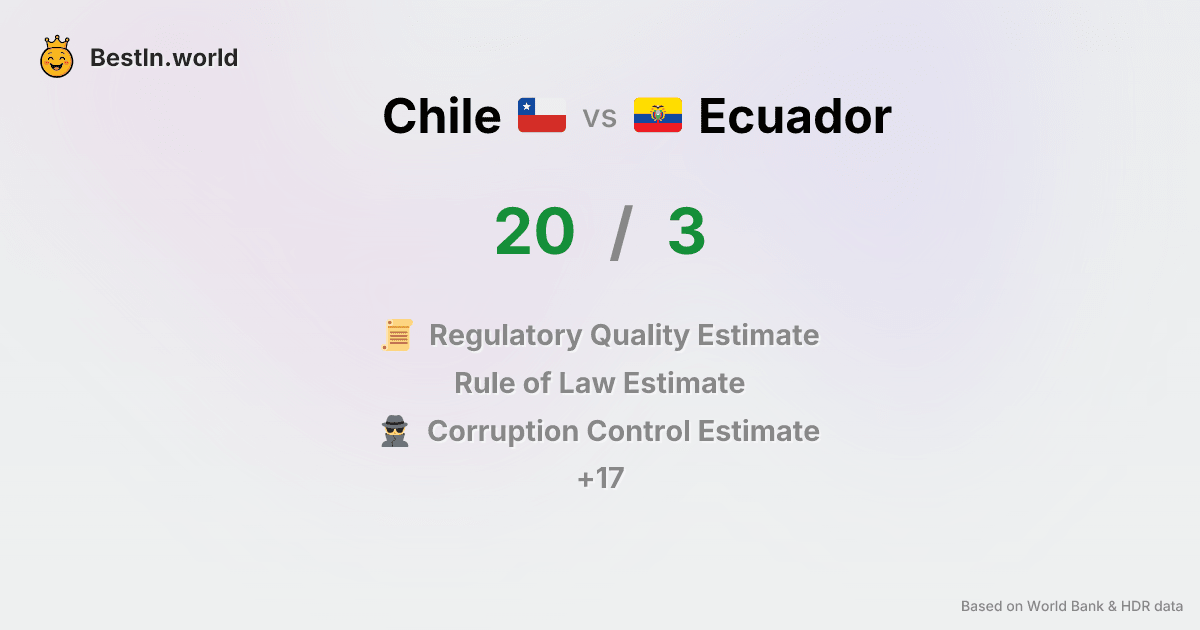 BestIn.world
Chile vs Ecuador
20 / 3
Regulatory Quality Estimate
Rule of Law Estimate
Corruption Control Estimate
+17
Based on World Bank & HDR data